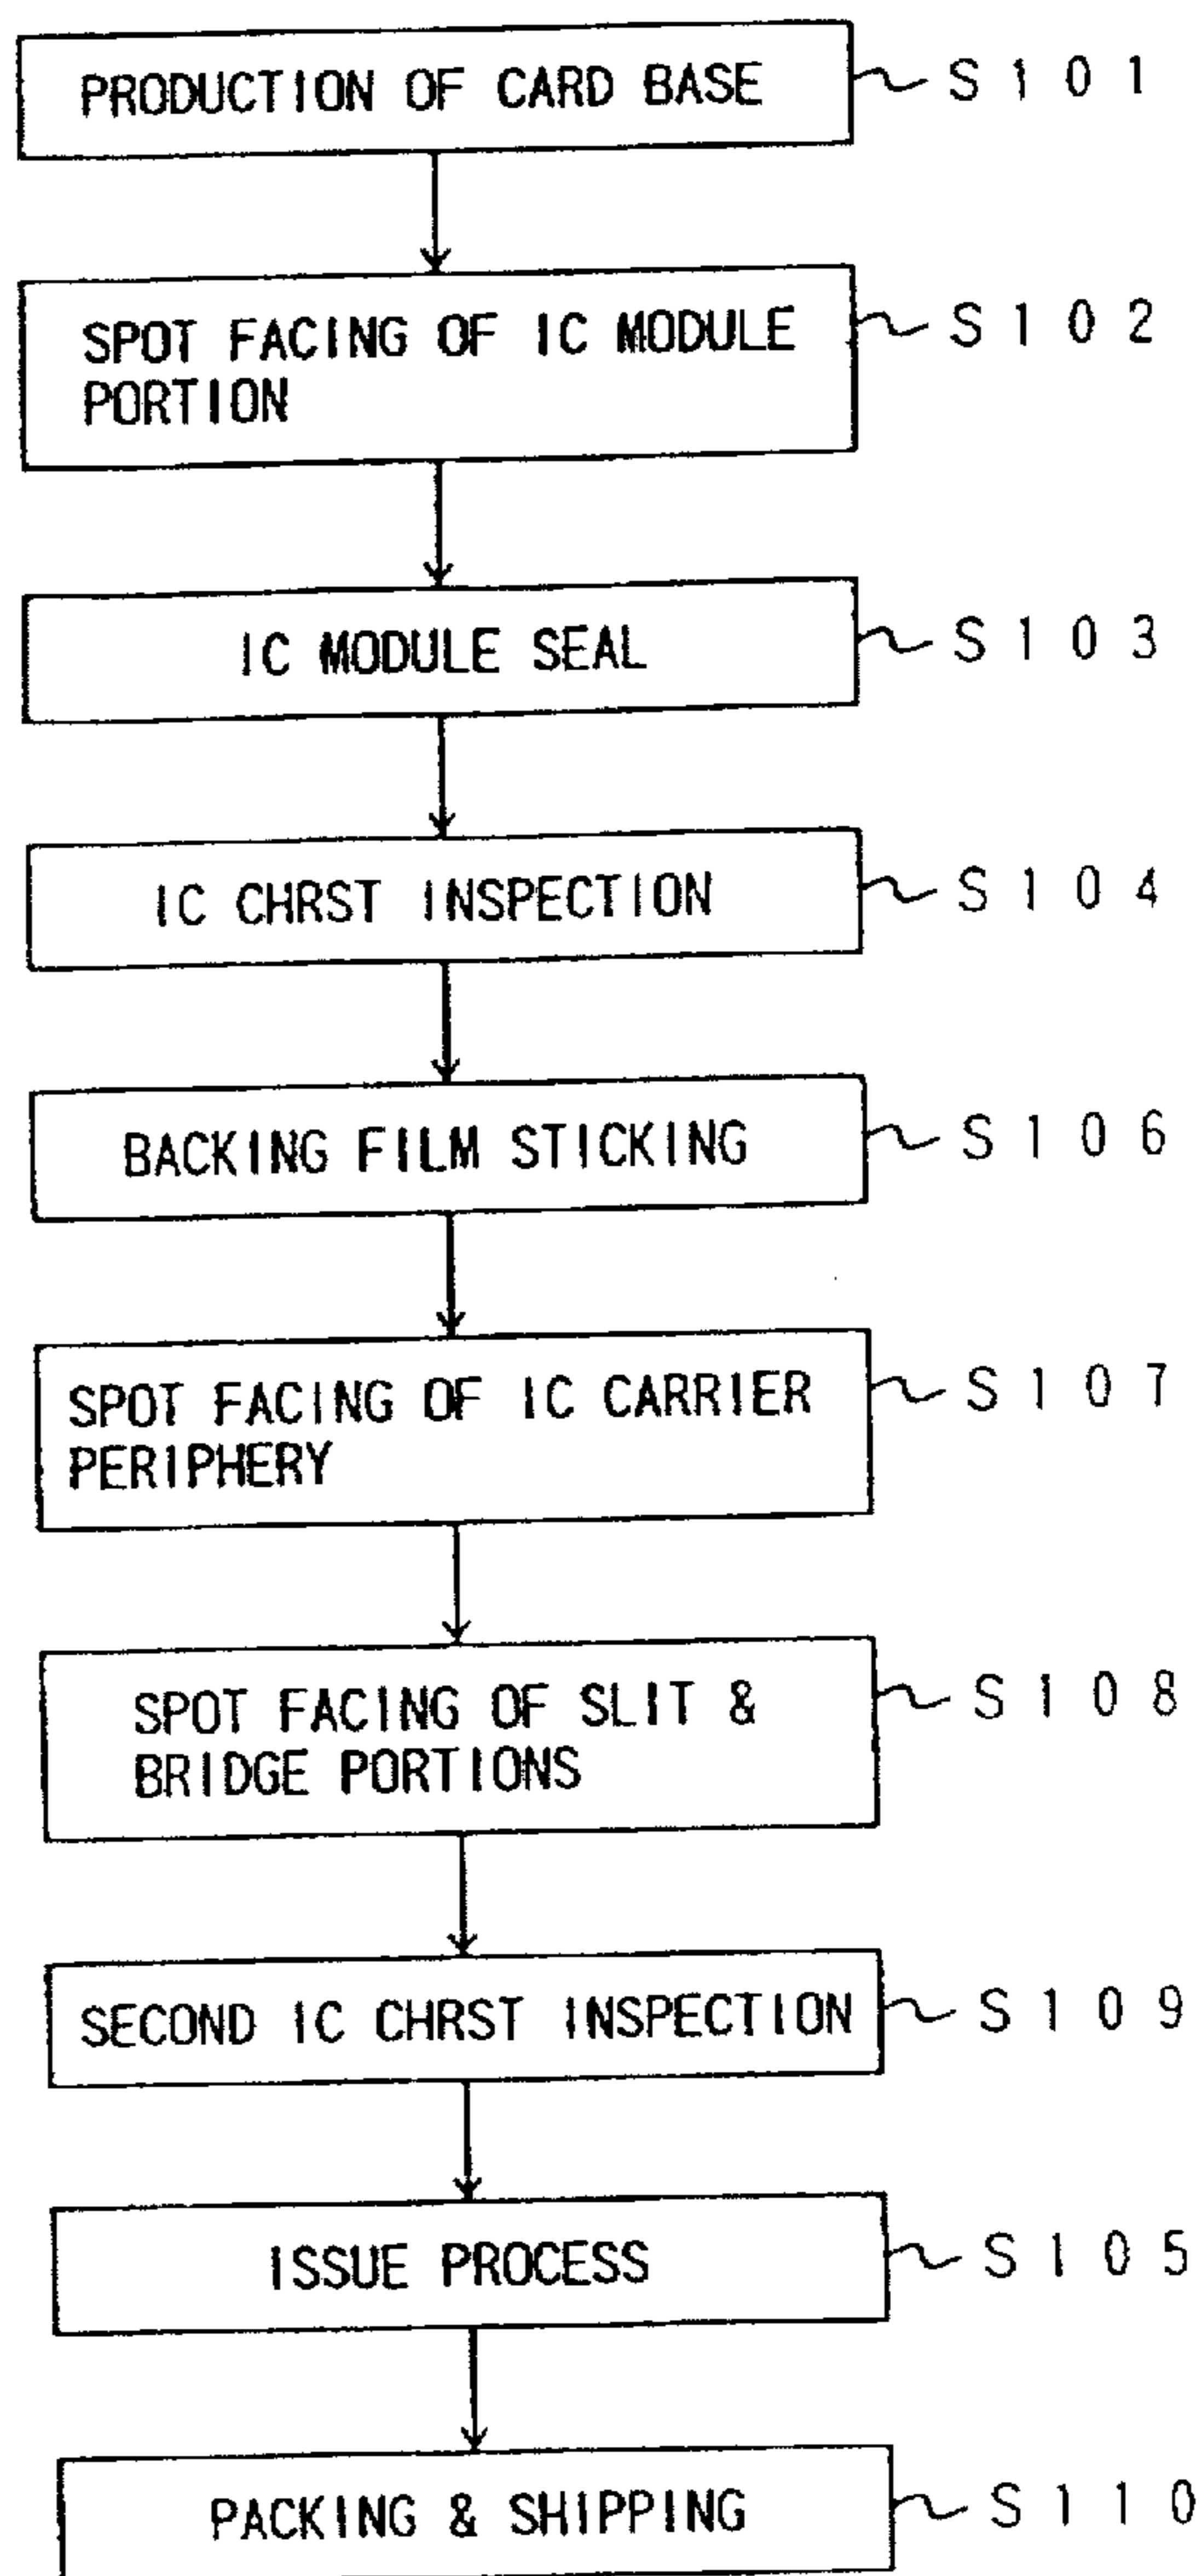 PRODUCTION OF CARD BASE S101
SPOT FACING OF IC MODULE
PORTION S102
IC MODULE SEAL S103
IC CHRST INSPECTION S104
BACKING FILM STICKING S106
SPOT FACING OF IC CARRIER
PERIPHERY S107
SPOT FACING OF SLIT &
BRIDGE PORTIONS S108
SECOND IC CHRST INSPECTION S109
ISSUE PROCESS S105
PACKING & SHIPPING S110